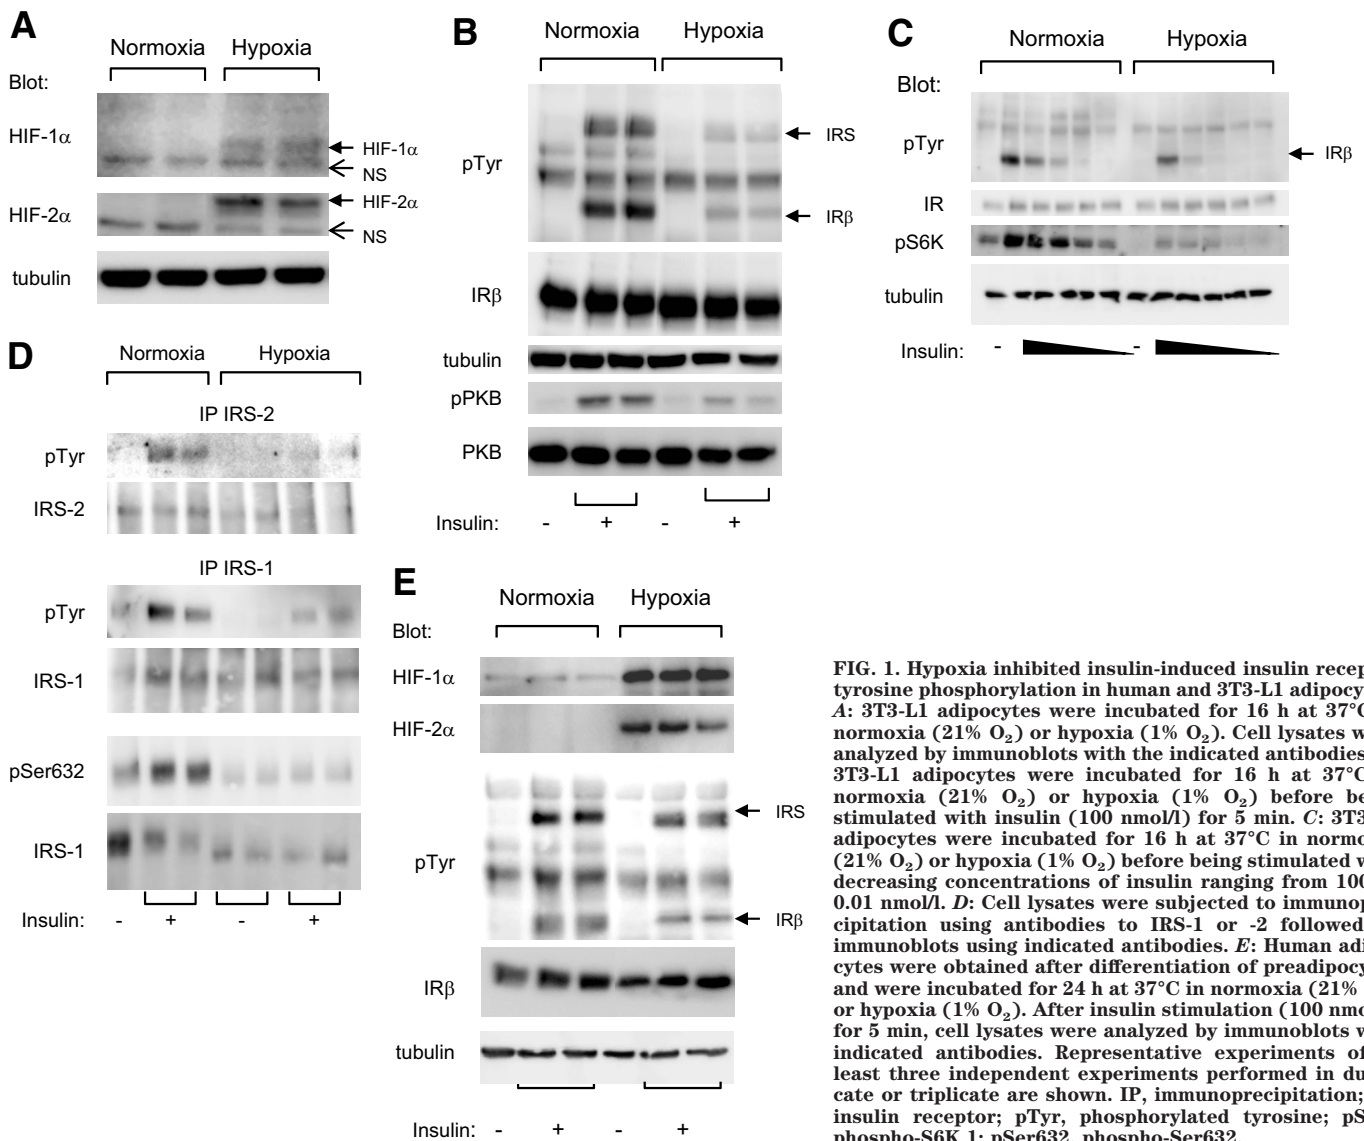 A
Normoxia Hypoxia
Blot:
HIF-1α
HIF-1α
NS
HIF-2α
HIF-2α
NS
tubulin
B
Normoxia Hypoxia
pTyr
IRS
IRβ
IRβ
tubulin
pPKB
PKB
Insulin: - + - +
C
Normoxia Hypoxia
Blot:
pTyr
IRβ
IR
pS6K
tubulin
Insulin: - -
D
Normoxia Hypoxia
IP IRS-2
pTyr
IRS-2
IP IRS-1
pTyr
IRS-1
pSer632
IRS-1
Insulin: - + - +
E
Normoxia Hypoxia
Blot:
HIF-1α
HIF-2α
pTyr
IRS
IRβ
IRβ
tubulin
Insulin: - + - +
FIG. 1. Hypoxia inhibited insulin-induced insulin recep
tyrosine phosphorylation in human and 3T3-L1 adipocy
A: 3T3-L1 adipocytes were incubated for 16 h at 37°C
normoxia (21% O₂) or hypoxia (1% O₂). Cell lysates w
analyzed by immunoblots with the indicated antibodies
3T3-L1 adipocytes were incubated for 16 h at 37°
normoxia (21% O₂) or hypoxia (1% O₂) before be
stimulated with insulin (100 nmol/l) for 5 min. C: 3T3
adipocytes were incubated for 16 h at 37°C in normo
(21% O₂) or hypoxia (1% O₂) before being stimulated w
decreasing concentrations of insulin ranging from 100
0.01 nmol/l. D: Cell lysates were subjected to immunop
cipitation using antibodies to IRS-1 or -2 followed
immunoblots using indicated antibodies. E: Human adi
cytes were obtained after differentiation of preadipocy
and were incubated for 24 h at 37°C in normoxia (21%
or hypoxia (1% O₂). After insulin stimulation (100 nmo
for 5 min, cell lysates were analyzed by immunoblots w
indicated antibodies. Representative experiments of
least three independent experiments performed in du
cate or triplicate are shown. IP, immunoprecipitation;
insulin receptor; pTyr, phosphorylated tyrosine; pS
phospho-S6K 1; pSer632, phospho-Ser632